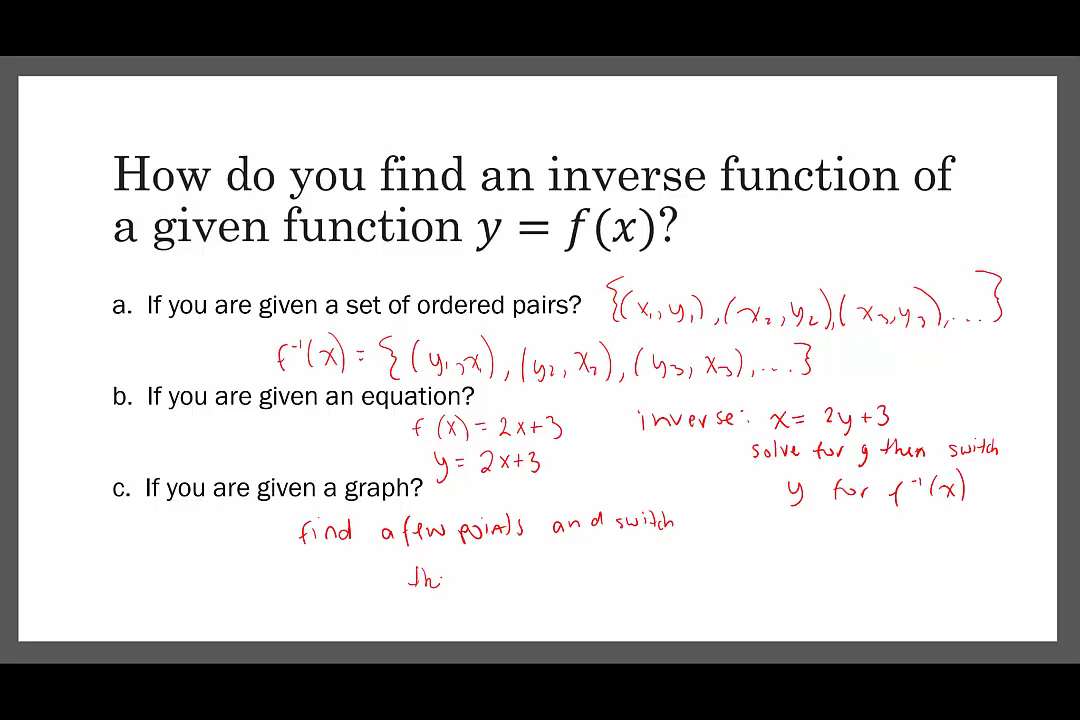 How do you find an inverse function of
a given function y = f(x)?
a. If you are given a set of ordered pairs? {(x₁,y₁),(x₂,y₂),(x₃,y₃),...}
f⁻¹(x) = {(y₁,x),(y₂,x₂),(y₃,x₃),...}
b. If you are given an equation?
f(x) = 2x+3 inverse: x = 2y+3
y = 2x+3 solve for y then switch
y for f⁻¹(x)
c. If you are given a graph?
find a few points and switch
th